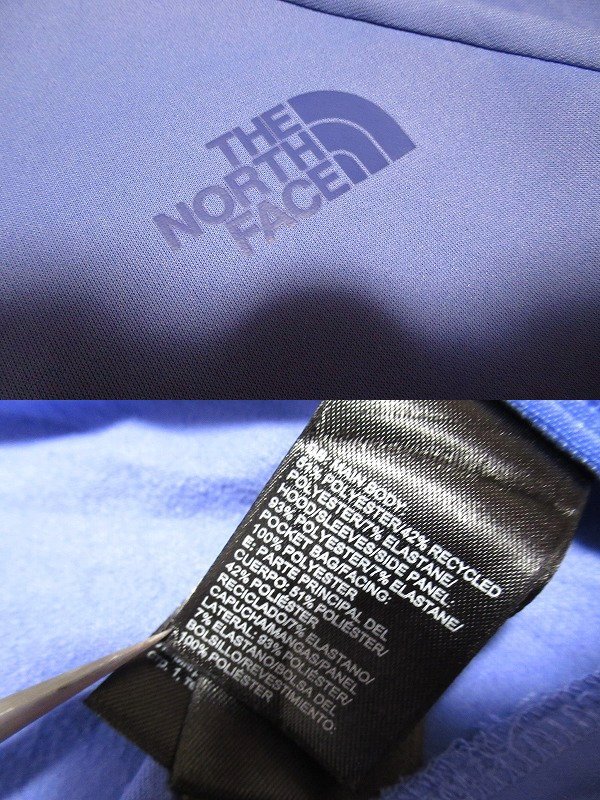 THE
NORTH
FACE
GB: MAIN BODY:
51% POLYESTER/42% RECYCLED
POLYESTER/7% ELASTANE/
HOOD/SLEEVES/SIDE PANEL:
93% POLYESTER/7% ELASTANE/
POCKET BAG/FACING:
100% POLYESTER
E: PARTE PRINCIPAL DEL
CUERPO: 51% POLIÉSTER/
42% POLIÉSTER
RECICLADO/7% ELASTANO/
CAPUCHA/MANGAS/PANEL
LATERAL: 93% POLIÉSTER/
7% ELASTANO/BOLSA DEL
BOLSILLO/REVESTIMIENTO:
100% POLIÉSTER